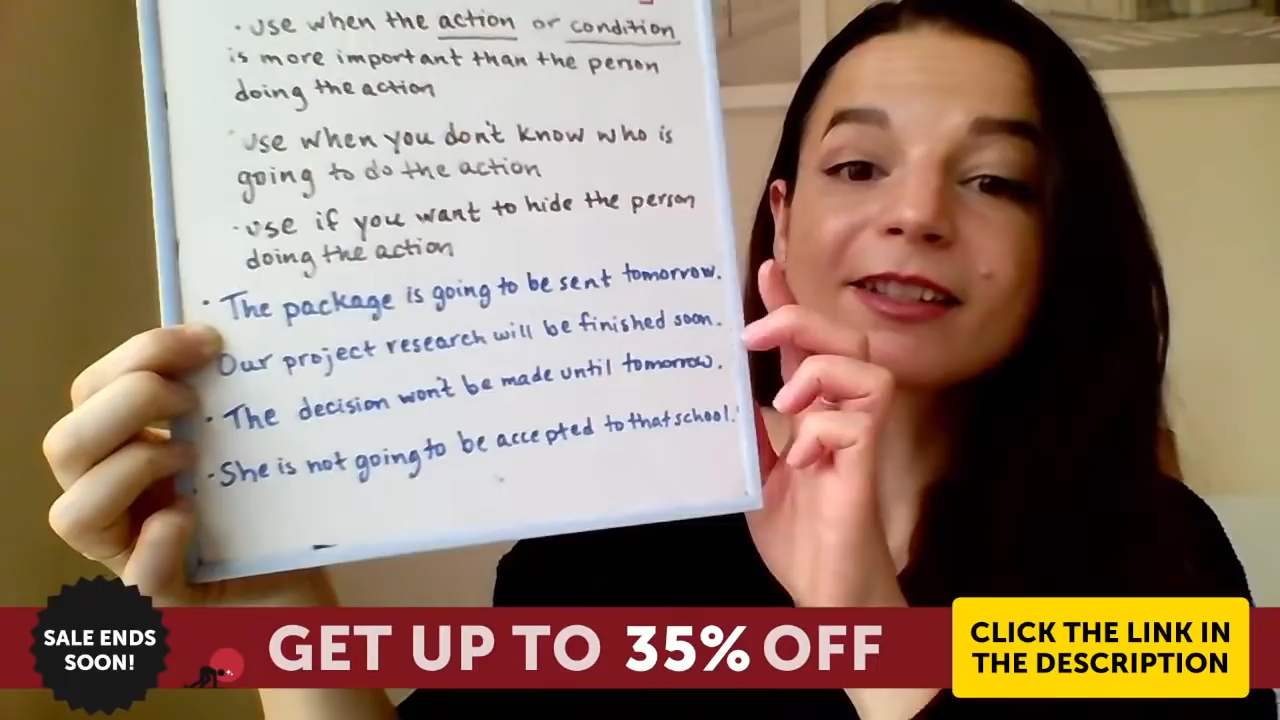 • use when the action or condition
is more important than the person
doing the action
• use when you don't know who is
going to do the action
• use if you want to hide the person
doing the action
• The package is going to be sent tomorrow.
Our project research will be finished soon.
• The decision won't be made until tomorrow.
• She is not going to be accepted to that school.
SALE ENDS
SOON!
GET UP TO 35% OFF
CLICK THE LINK IN
THE DESCRIPTION